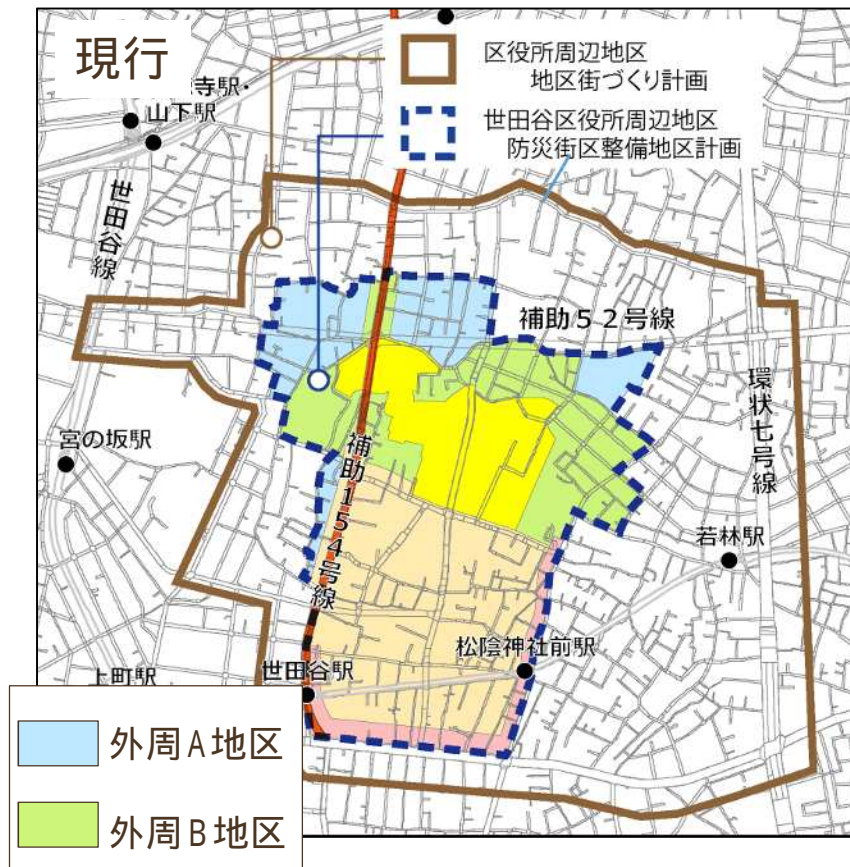 現行
寺駅・
山下駅
区役所周辺地区
地区街づくり計画
世田谷区役所周辺地区
防災街区整備地区計画
世田谷線
補助52号線
環状七号線
宮の坂駅
補助154号線
若林駅
松陰神社前駅
世田谷駅
上町駅
外周A地区
外周B地区